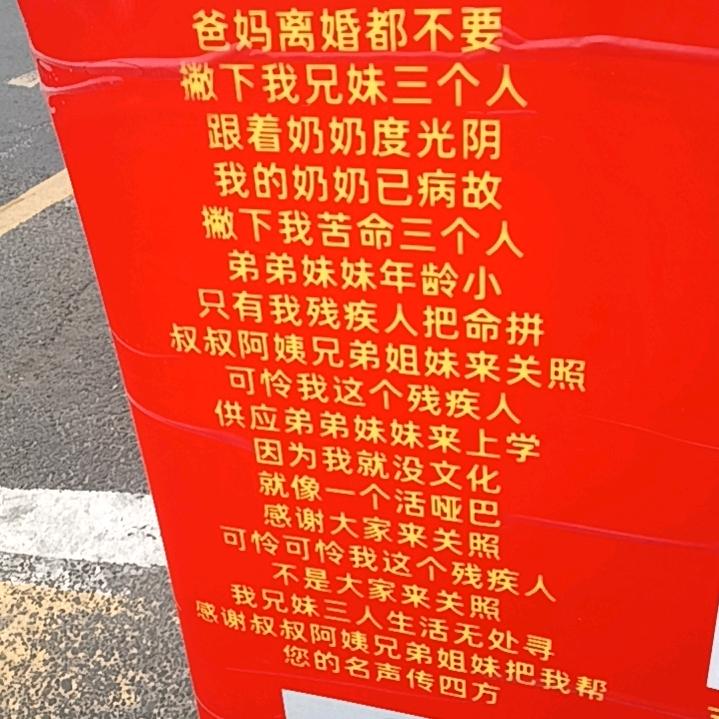 爸妈离婚都不要
撇下我兄妹三个人
跟着奶奶度光阴
我的奶奶已病故
撇下我苦命三个人
弟弟妹妹年龄小
只有我残疾人把命拼
叔叔阿姨兄弟姐妹来关照
可怜我这个残疾人
供应弟弟妹妹来上学
因为我就没文化
就像一个活哑巴
感谢大家来关照
可怜可怜我这个残疾人
不是大家来关照
我兄妹三人生活无处寻
感谢叔叔阿姨兄弟姐妹把我帮
您的名声传四方